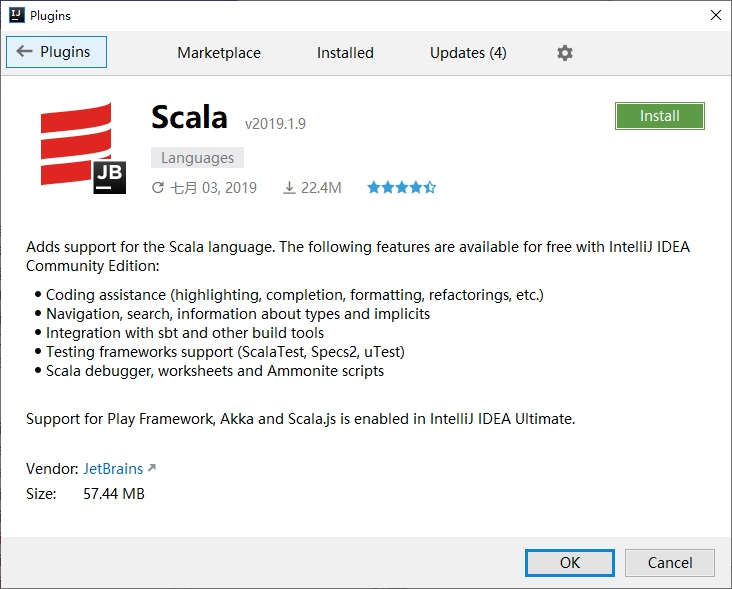 IJ Plugins
Plugins Marketplace Installed Updates (4)
Scala v2019.1.9 Install
JB
Languages
七月 03, 2019 22.4M
Adds support for the Scala language. The following features are available for free with IntelliJ IDEA
Community Edition:
• Coding assistance (highlighting, completion, formatting, refactorings, etc.)
• Navigation, search, information about types and implicits
• Integration with sbt and other build tools
• Testing frameworks support (ScalaTest, Specs2, uTest)
• Scala debugger, worksheets and Ammonite scripts
Support for Play Framework, Akka and Scala.js is enabled in IntelliJ IDEA Ultimate.
Vendor: JetBrains
Size: 57.44 MB
OK Cancel